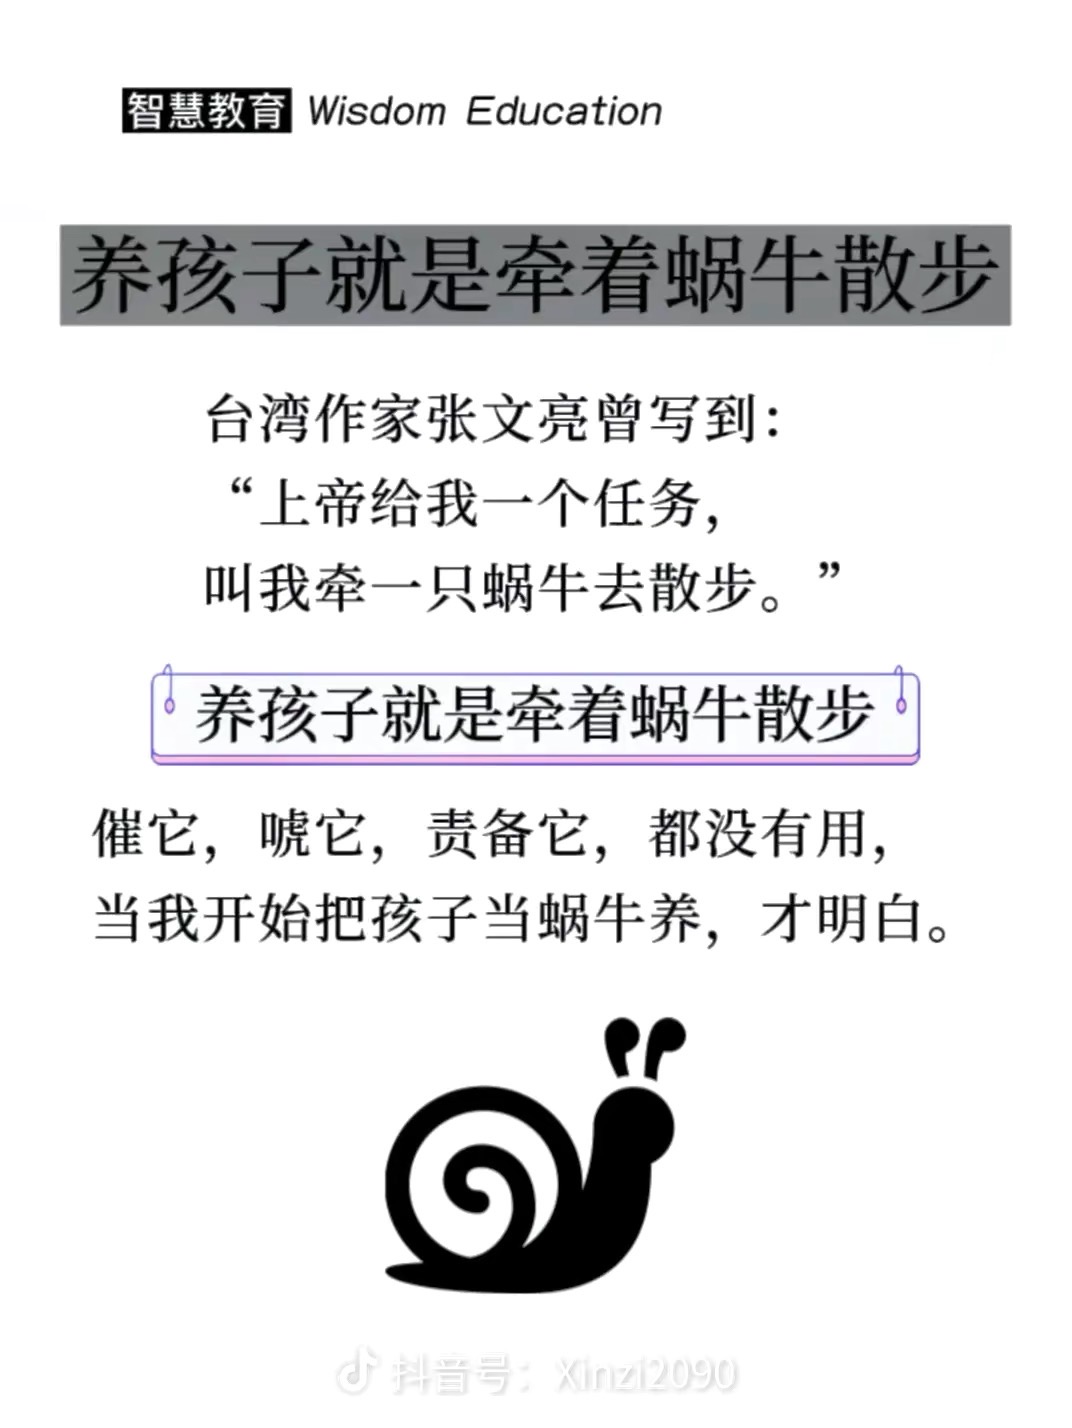 智慧教育 Wisdom Education
养孩子就是牵着蜗牛散步
台湾作家张文亮曾写到：
“上帝给我一个任务，
叫我牵一只蜗牛去散步。”
养孩子就是牵着蜗牛散步
催它，唬它，责备它，都没有用，
当我开始把孩子当蜗牛养，才明白。
抖音号：Xinzi2090